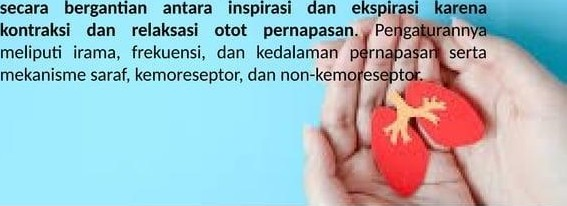 secara bergantian antara inspirasi dan ekspirasi karena
kontraksi dan relaksasi otot pernapasan. Pengaturannya
meliputi irama, frekuensi, dan kedalaman pernapasan serta
mekanisme saraf, kemoreseptor, dan non-kemoreseptor.